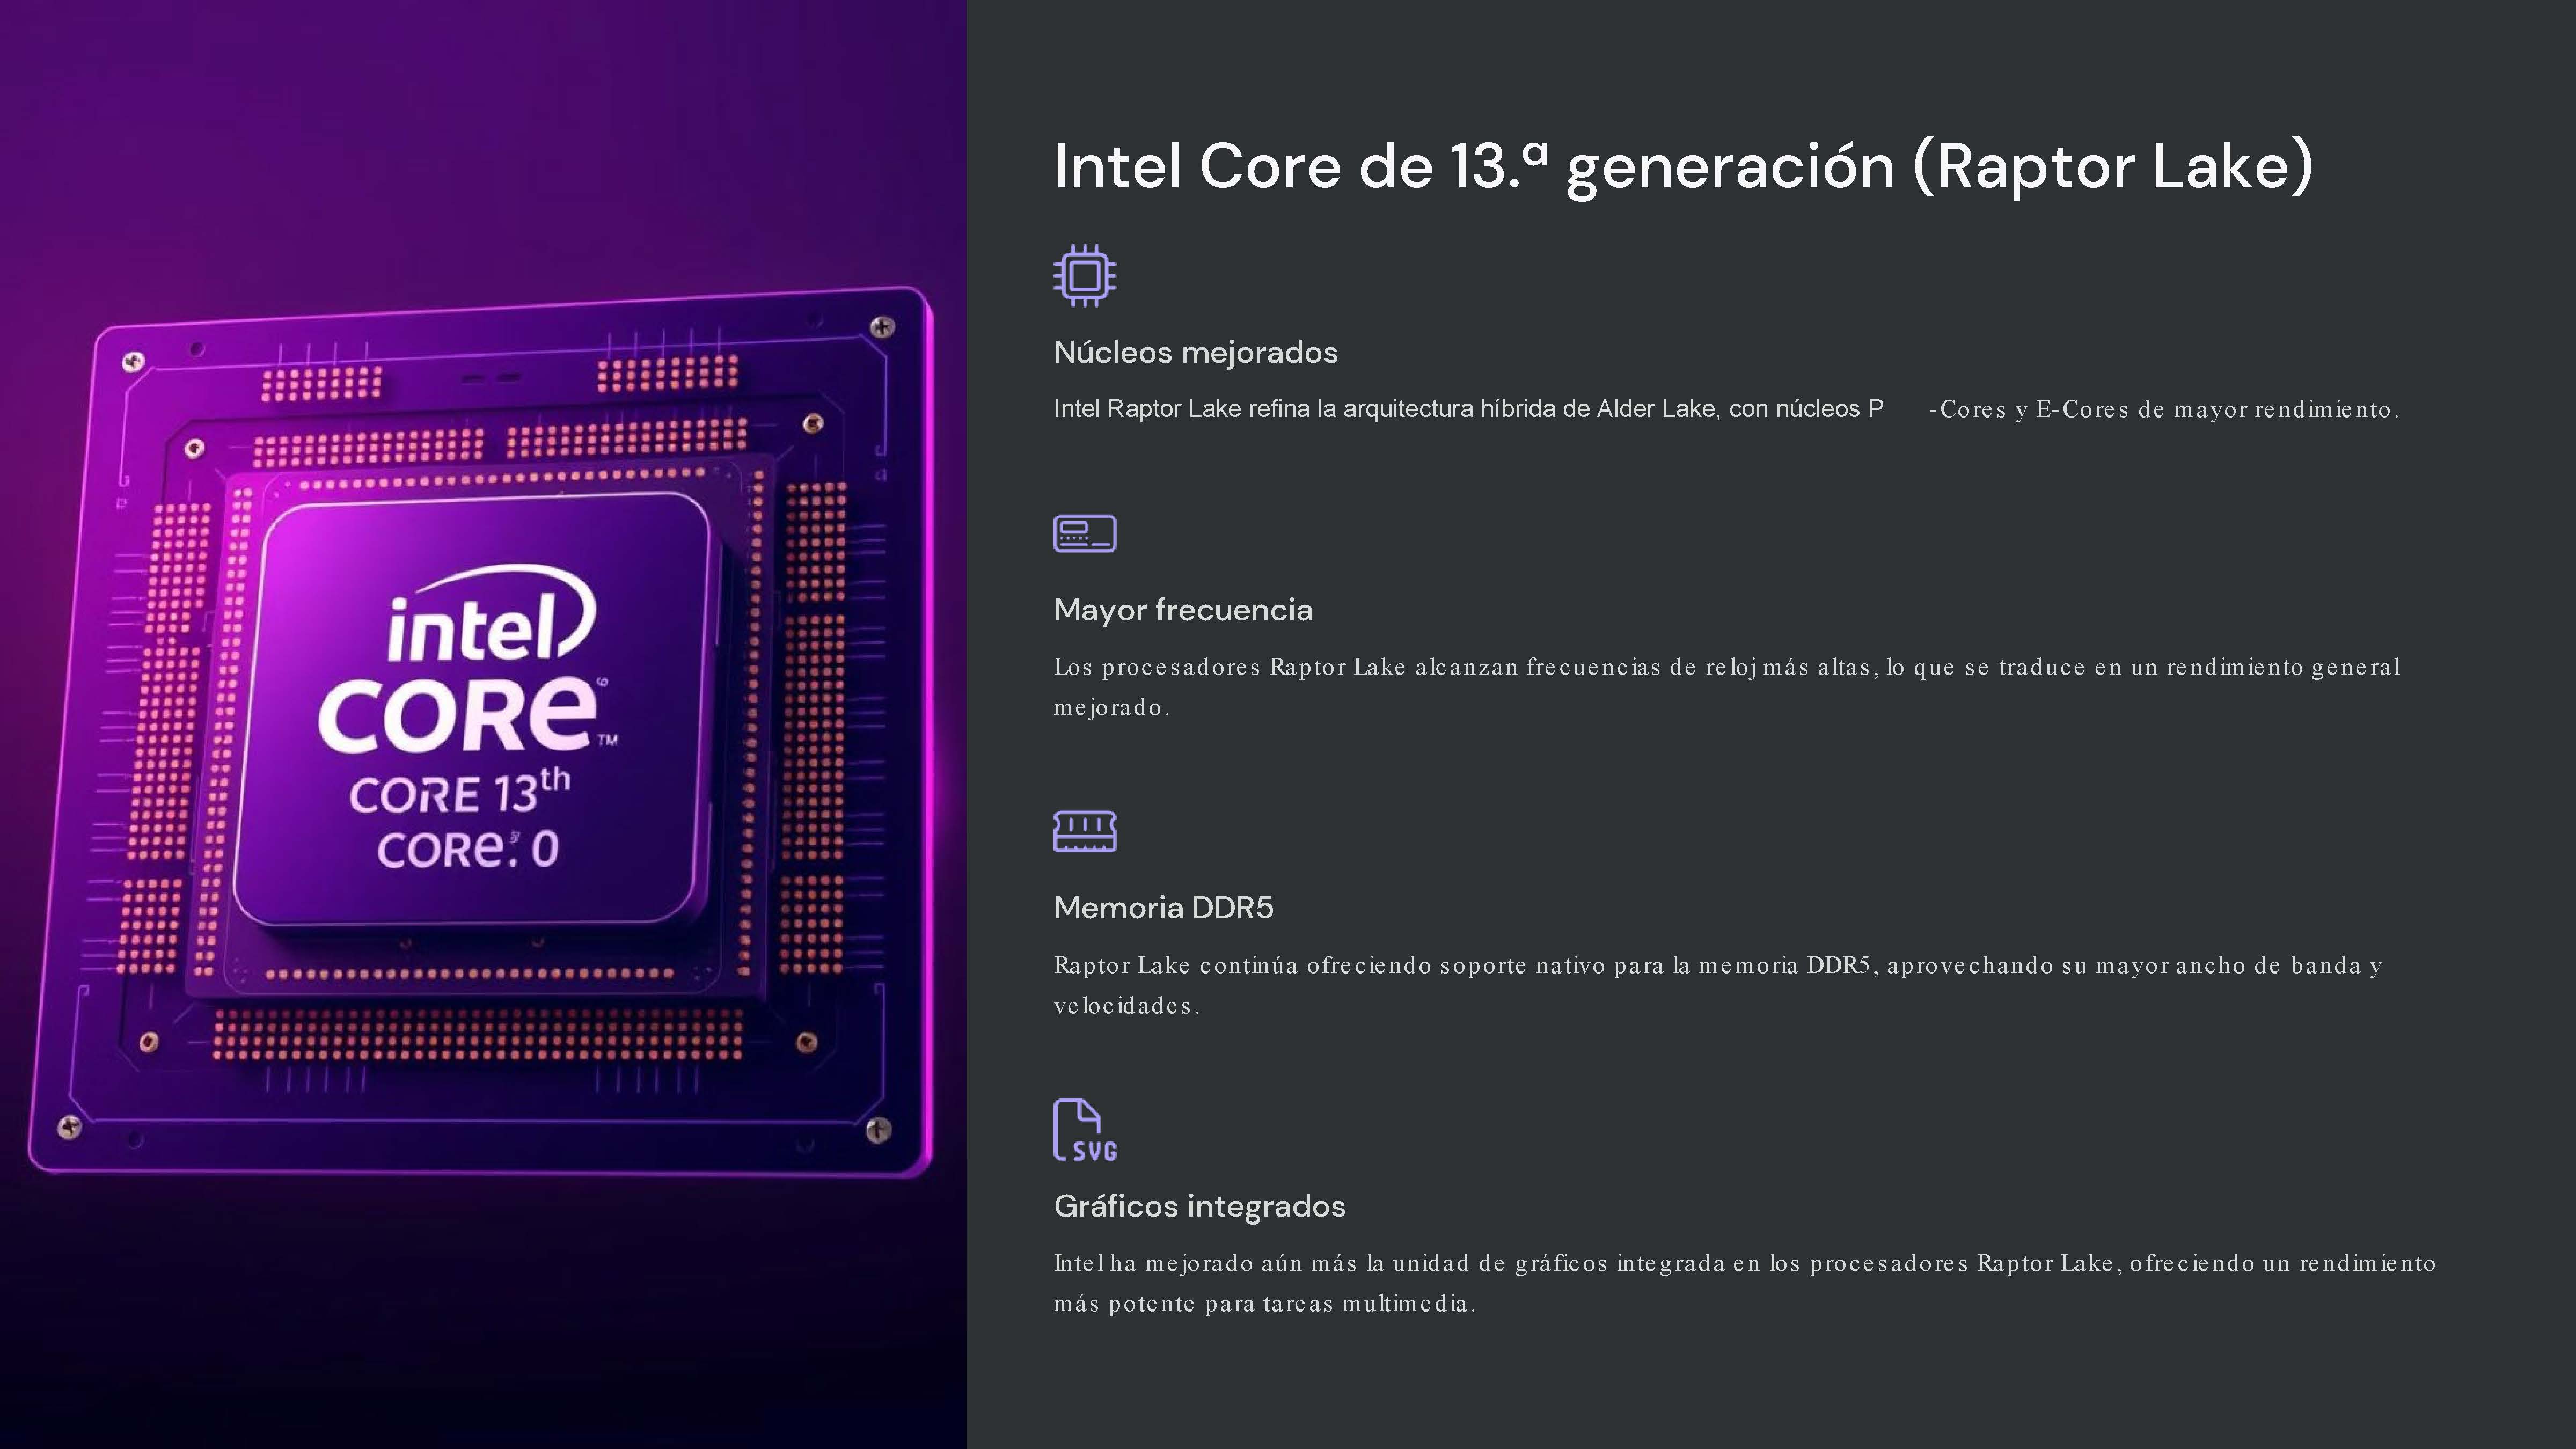 intel
CORe
TM
CORE 13th
CORe: 0
Intel Core de 13.ª generación (Raptor Lake)
Núcleos mejorados
Intel Raptor Lake refina la arquitectura híbrida de Alder Lake, con núcleos P -Cores y E-Cores de mayor rendimiento.
Mayor frecuencia
Los procesadores Raptor Lake alcanzan frecuencias de reloj más altas, lo que se traduce en un rendimiento general
mejorado.
Memoria DDR5
Raptor Lake continúa ofreciendo soporte nativo para la memoria DDR5, aprovechando su mayor ancho de banda y
velocidades.
SVG
Gráficos integrados
Intel ha mejorado aún más la unidad de gráficos integrada en los procesadores Raptor Lake, ofreciendo un rendimiento
más potente para tareas multimedia.